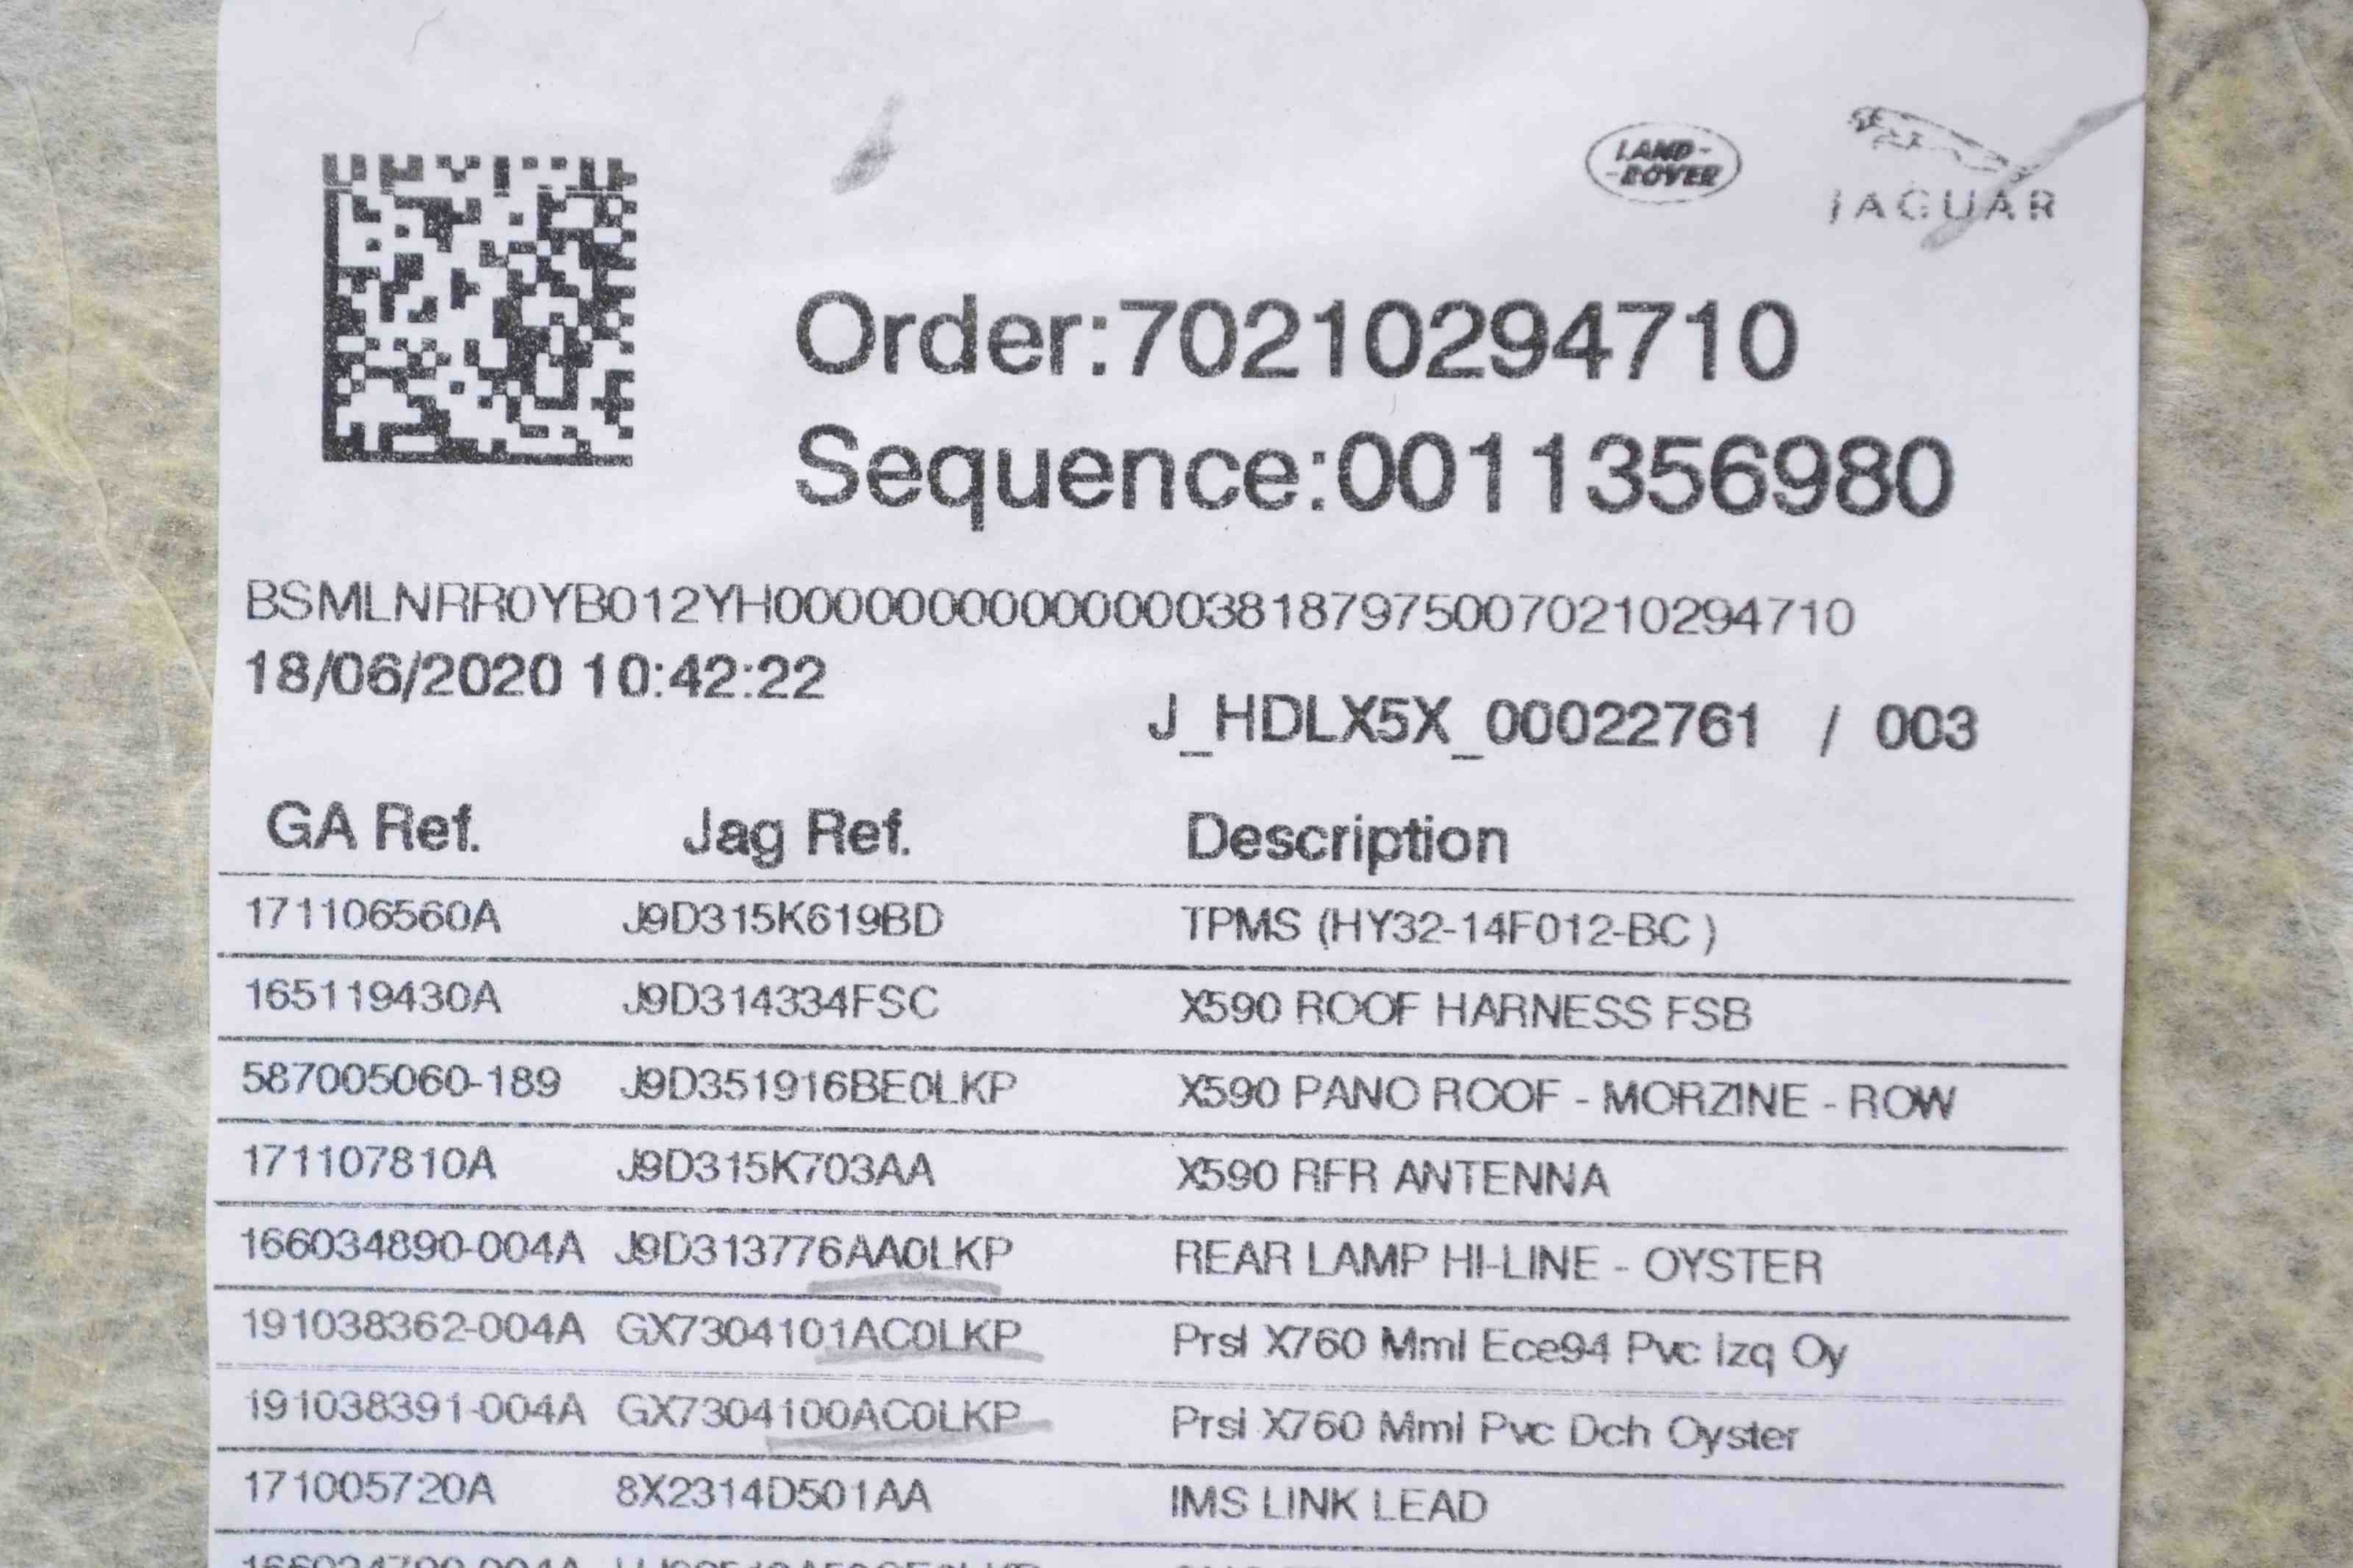 LAND-
-ROVER
JAGUAR
Order:70210294710
Sequence:0011356980
BSMLNRR0YB012YH00000000000000381879750070210294710
18/06/2020 10:42:22
J_HDLX5X_00022761 / 003
GA Ref. Jag Ref. Description
171106560A J9D315K619BD TPMS (HY32-14F012-BC )
165119430A J9D314334FSC X590 ROOF HARNESS FSB
587005060-189 J9D351916BE0LKP X590 PANO ROOF - MORZINE - ROW
171107810A J9D315K703AA X590 RFR ANTENNA
166034890-004A J9D313776AA0LKP REAR LAMP HI-LINE - OYSTER
191038362-004A GX7304101AC0LKP Prsl X760 Mml Ece94 Pvc Izq Oy
191038391-004A GX7304100AC0LKP Prsl X760 Mml Pvc Dch Oyster
171005720A 8X2314D501AA IMS LINK LEAD